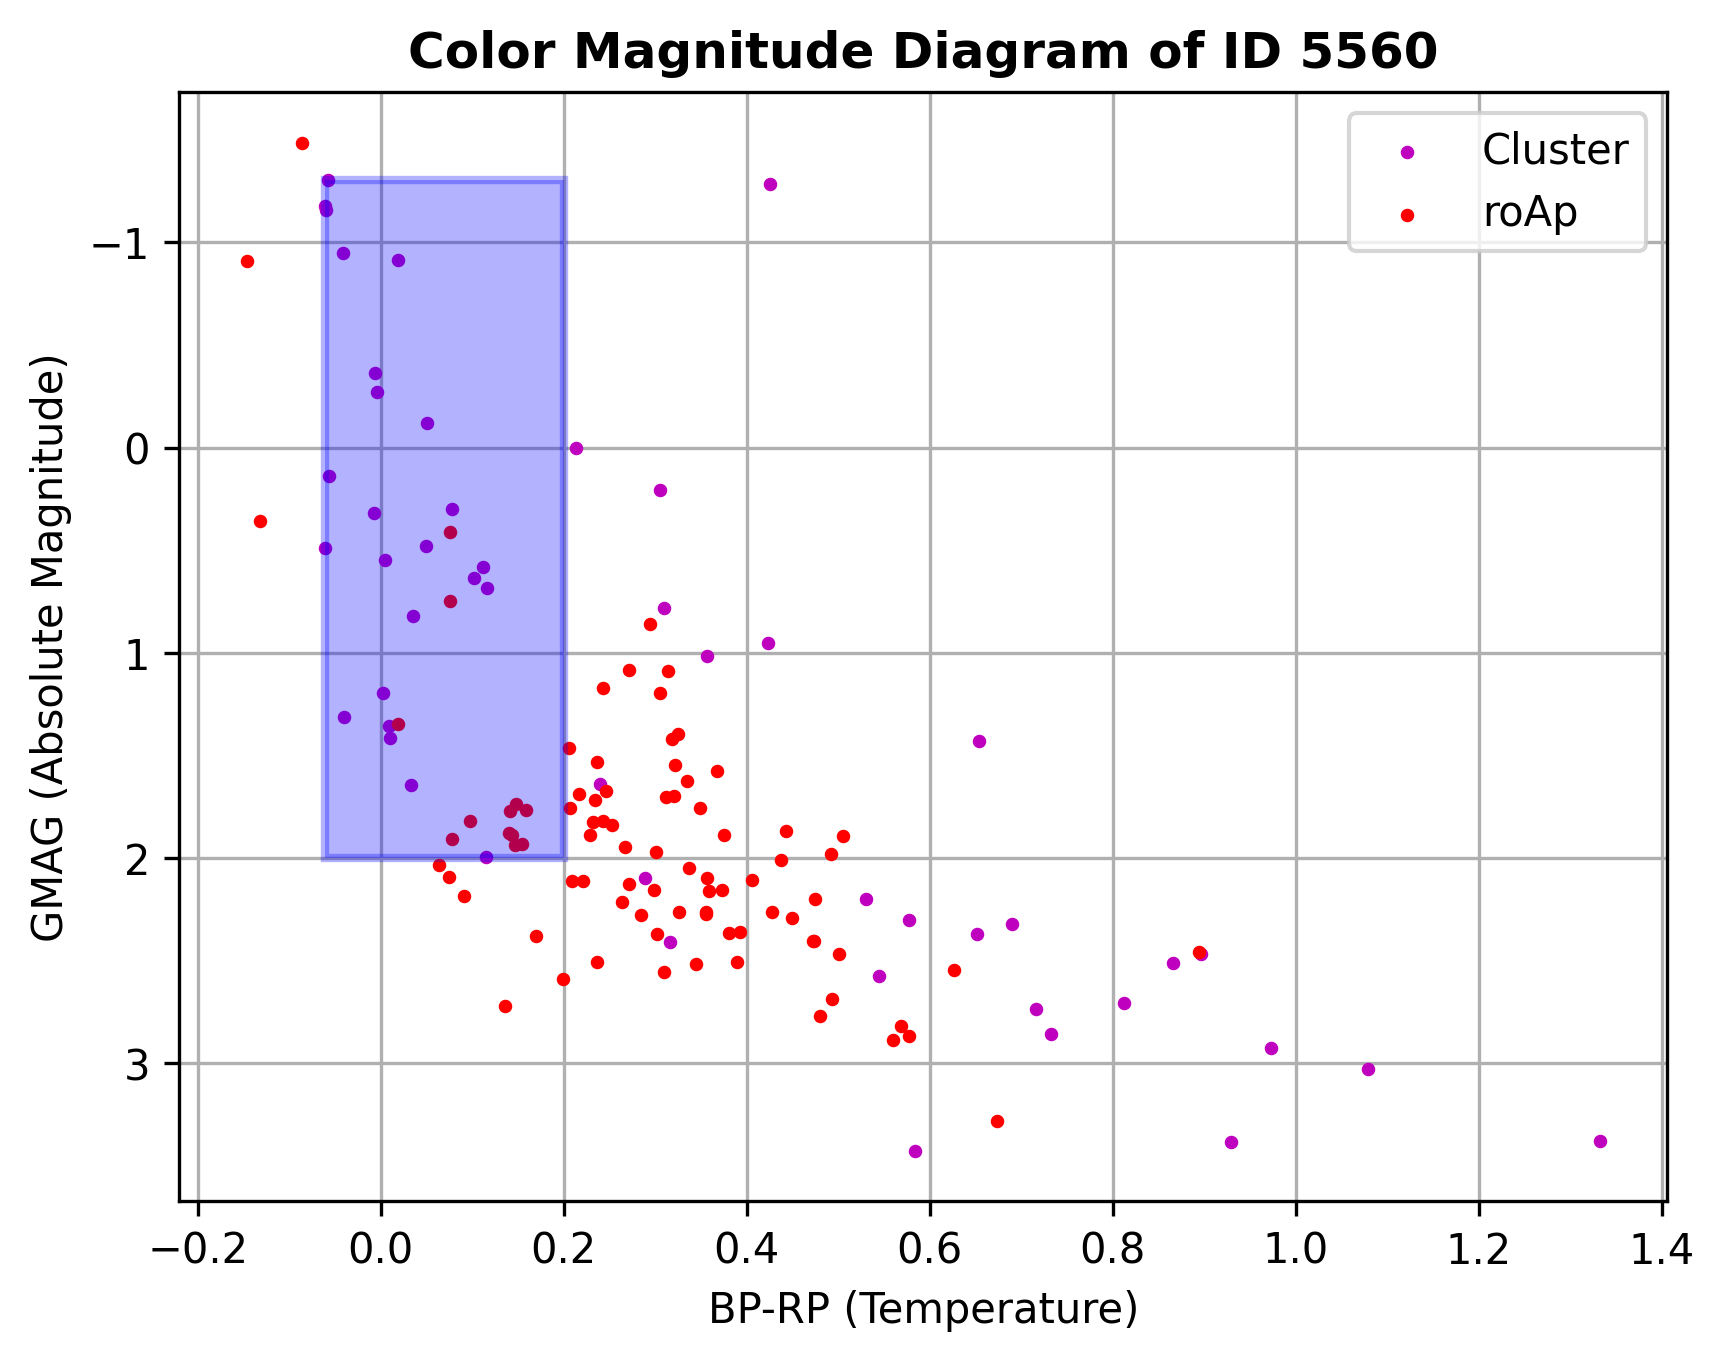 Color Magnitude Diagram of ID 5560
Cluster
roAp
GMAG (Absolute Magnitude)
−1
0
1
2
3
−0.2 0.0 0.2 0.4 0.6 0.8 1.0 1.2 1.4
BP-RP (Temperature)